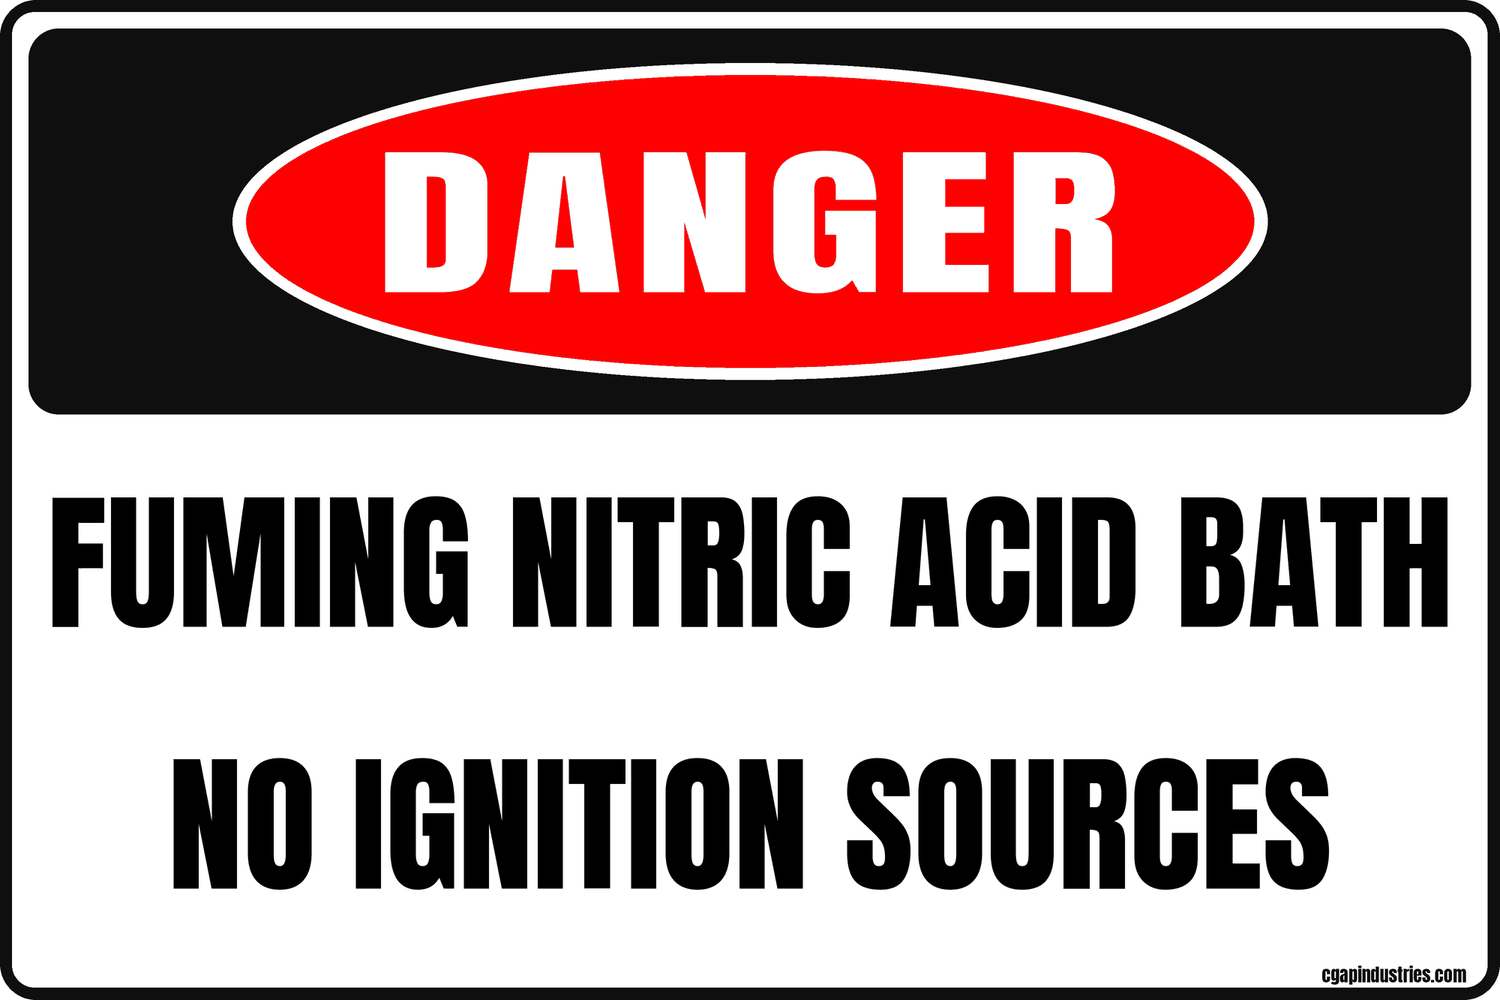 DANGER
FUMING NITRIC ACID BATH
NO IGNITION SOURCES
cgapindustries.com